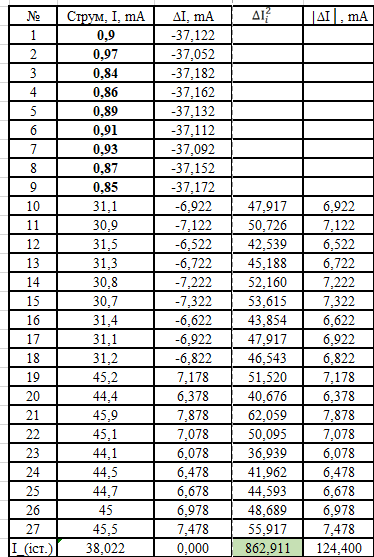 № Струм, I, mA ΔI, mA ΔI_i^2 |ΔI|, mA
1 0,9 -37,122
2 0,97 -37,052
3 0,84 -37,182
4 0,86 -37,162
5 0,89 -37,132
6 0,91 -37,112
7 0,93 -37,092
8 0,87 -37,152
9 0,85 -37,172
10 31,1 -6,922 47,917 6,922
11 30,9 -7,122 50,726 7,122
12 31,5 -6,522 42,539 6,522
13 31,3 -6,722 45,188 6,722
14 30,8 -7,222 52,160 7,222
15 30,7 -7,322 53,615 7,322
16 31,4 -6,622 43,854 6,622
17 31,1 -6,922 47,917 6,922
18 31,2 -6,822 46,543 6,822
19 45,2 7,178 51,520 7,178
20 44,4 6,378 40,676 6,378
21 45,9 7,878 62,059 7,878
22 45,1 7,078 50,095 7,078
23 44,1 6,078 36,939 6,078
24 44,5 6,478 41,962 6,478
25 44,7 6,678 44,593 6,678
26 45 6,978 48,689 6,978
27 45,5 7,478 55,917 7,478
I_(іст.) 38,022 0,000 862,911 124,400